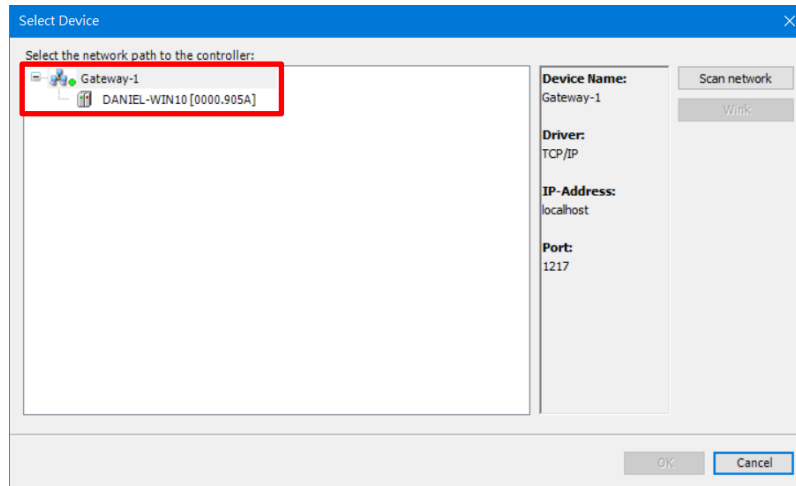 Select Device
Select the network path to the controller:
Gateway-1
DANIEL-WIN10 [0000.905A]
Device Name:
Gateway-1
Driver:
TCP/IP
IP-Address:
localhost
Port:
1217
Scan network
Wink
OK
Cancel